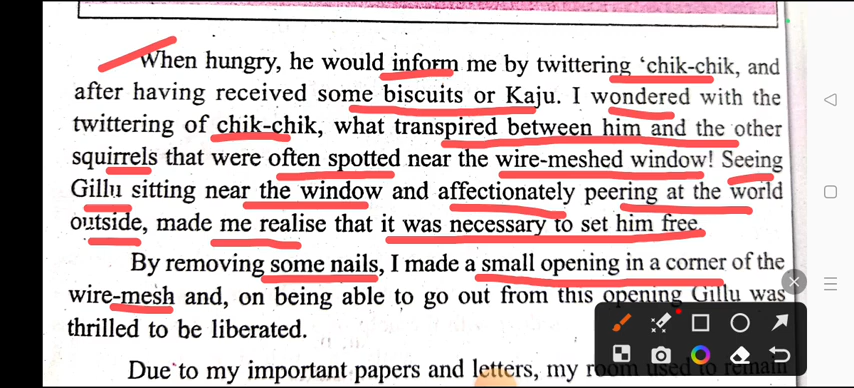 When hungry, he would inform me by twittering ‘chik-chik, and
after having received some biscuits or Kaju. I wondered with the
twittering of chik-chik, what transpired between him and the other
squirrels that were often spotted near the wire-meshed window! Seeing
Gillu sitting near the window and affectionately peering at the world
outside, made me realise that it was necessary to set him free.
By removing some nails, I made a small opening in a corner of the
wire-mesh and, on being able to go out from this opening Gillu was
thrilled to be liberated.
Due to my important papers and letters, my room used to remain